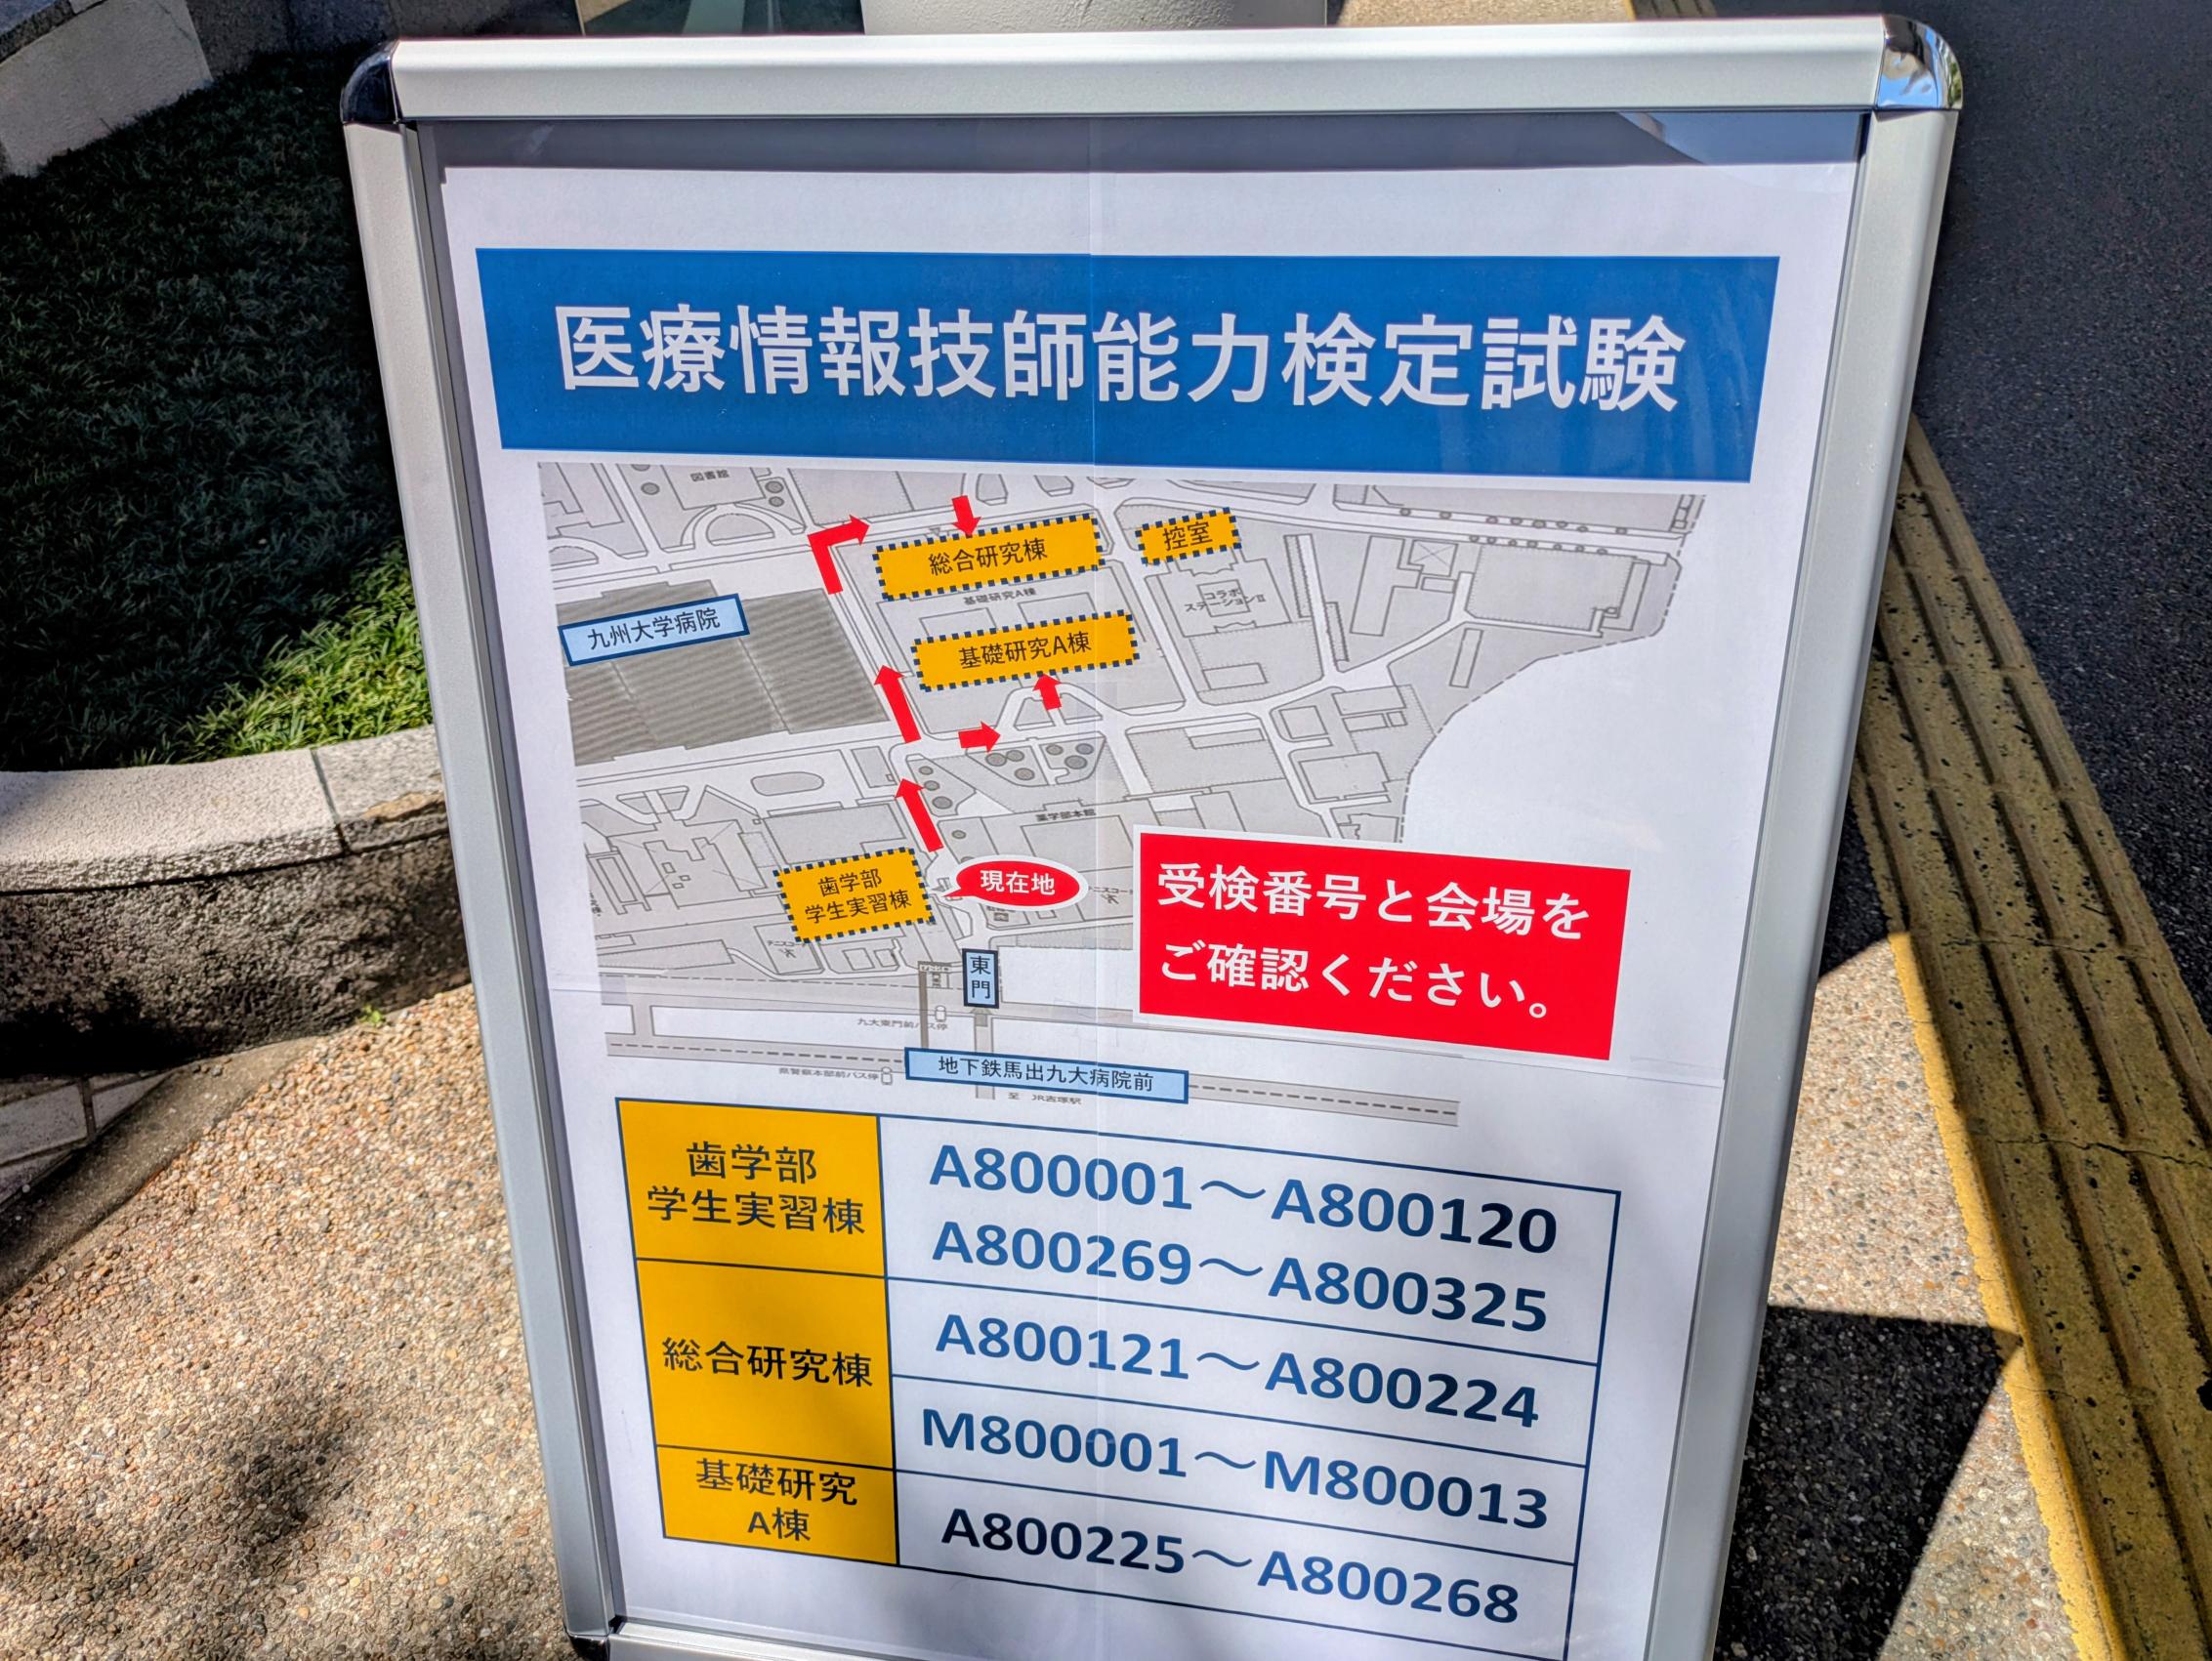 医療情報技師能力検定試験
図書館
総合研究棟
控室
基礎研究A棟
コラボ
ステーションⅡ
九州大学病院
基礎研究A棟
薬学部本館
歯学部
学生実習棟
現在地
受検番号と会場を
ご確認ください。
東門
九大東門前バス停
地下鉄馬出九大病院前
県警察本部前バス停
至 JR吉塚駅
歯学部
学生実習棟
A800001～A800120
A800269～A800325
総合研究棟
A800121～A800224
M800001～M800013
基礎研究
A棟
A800225～A800268